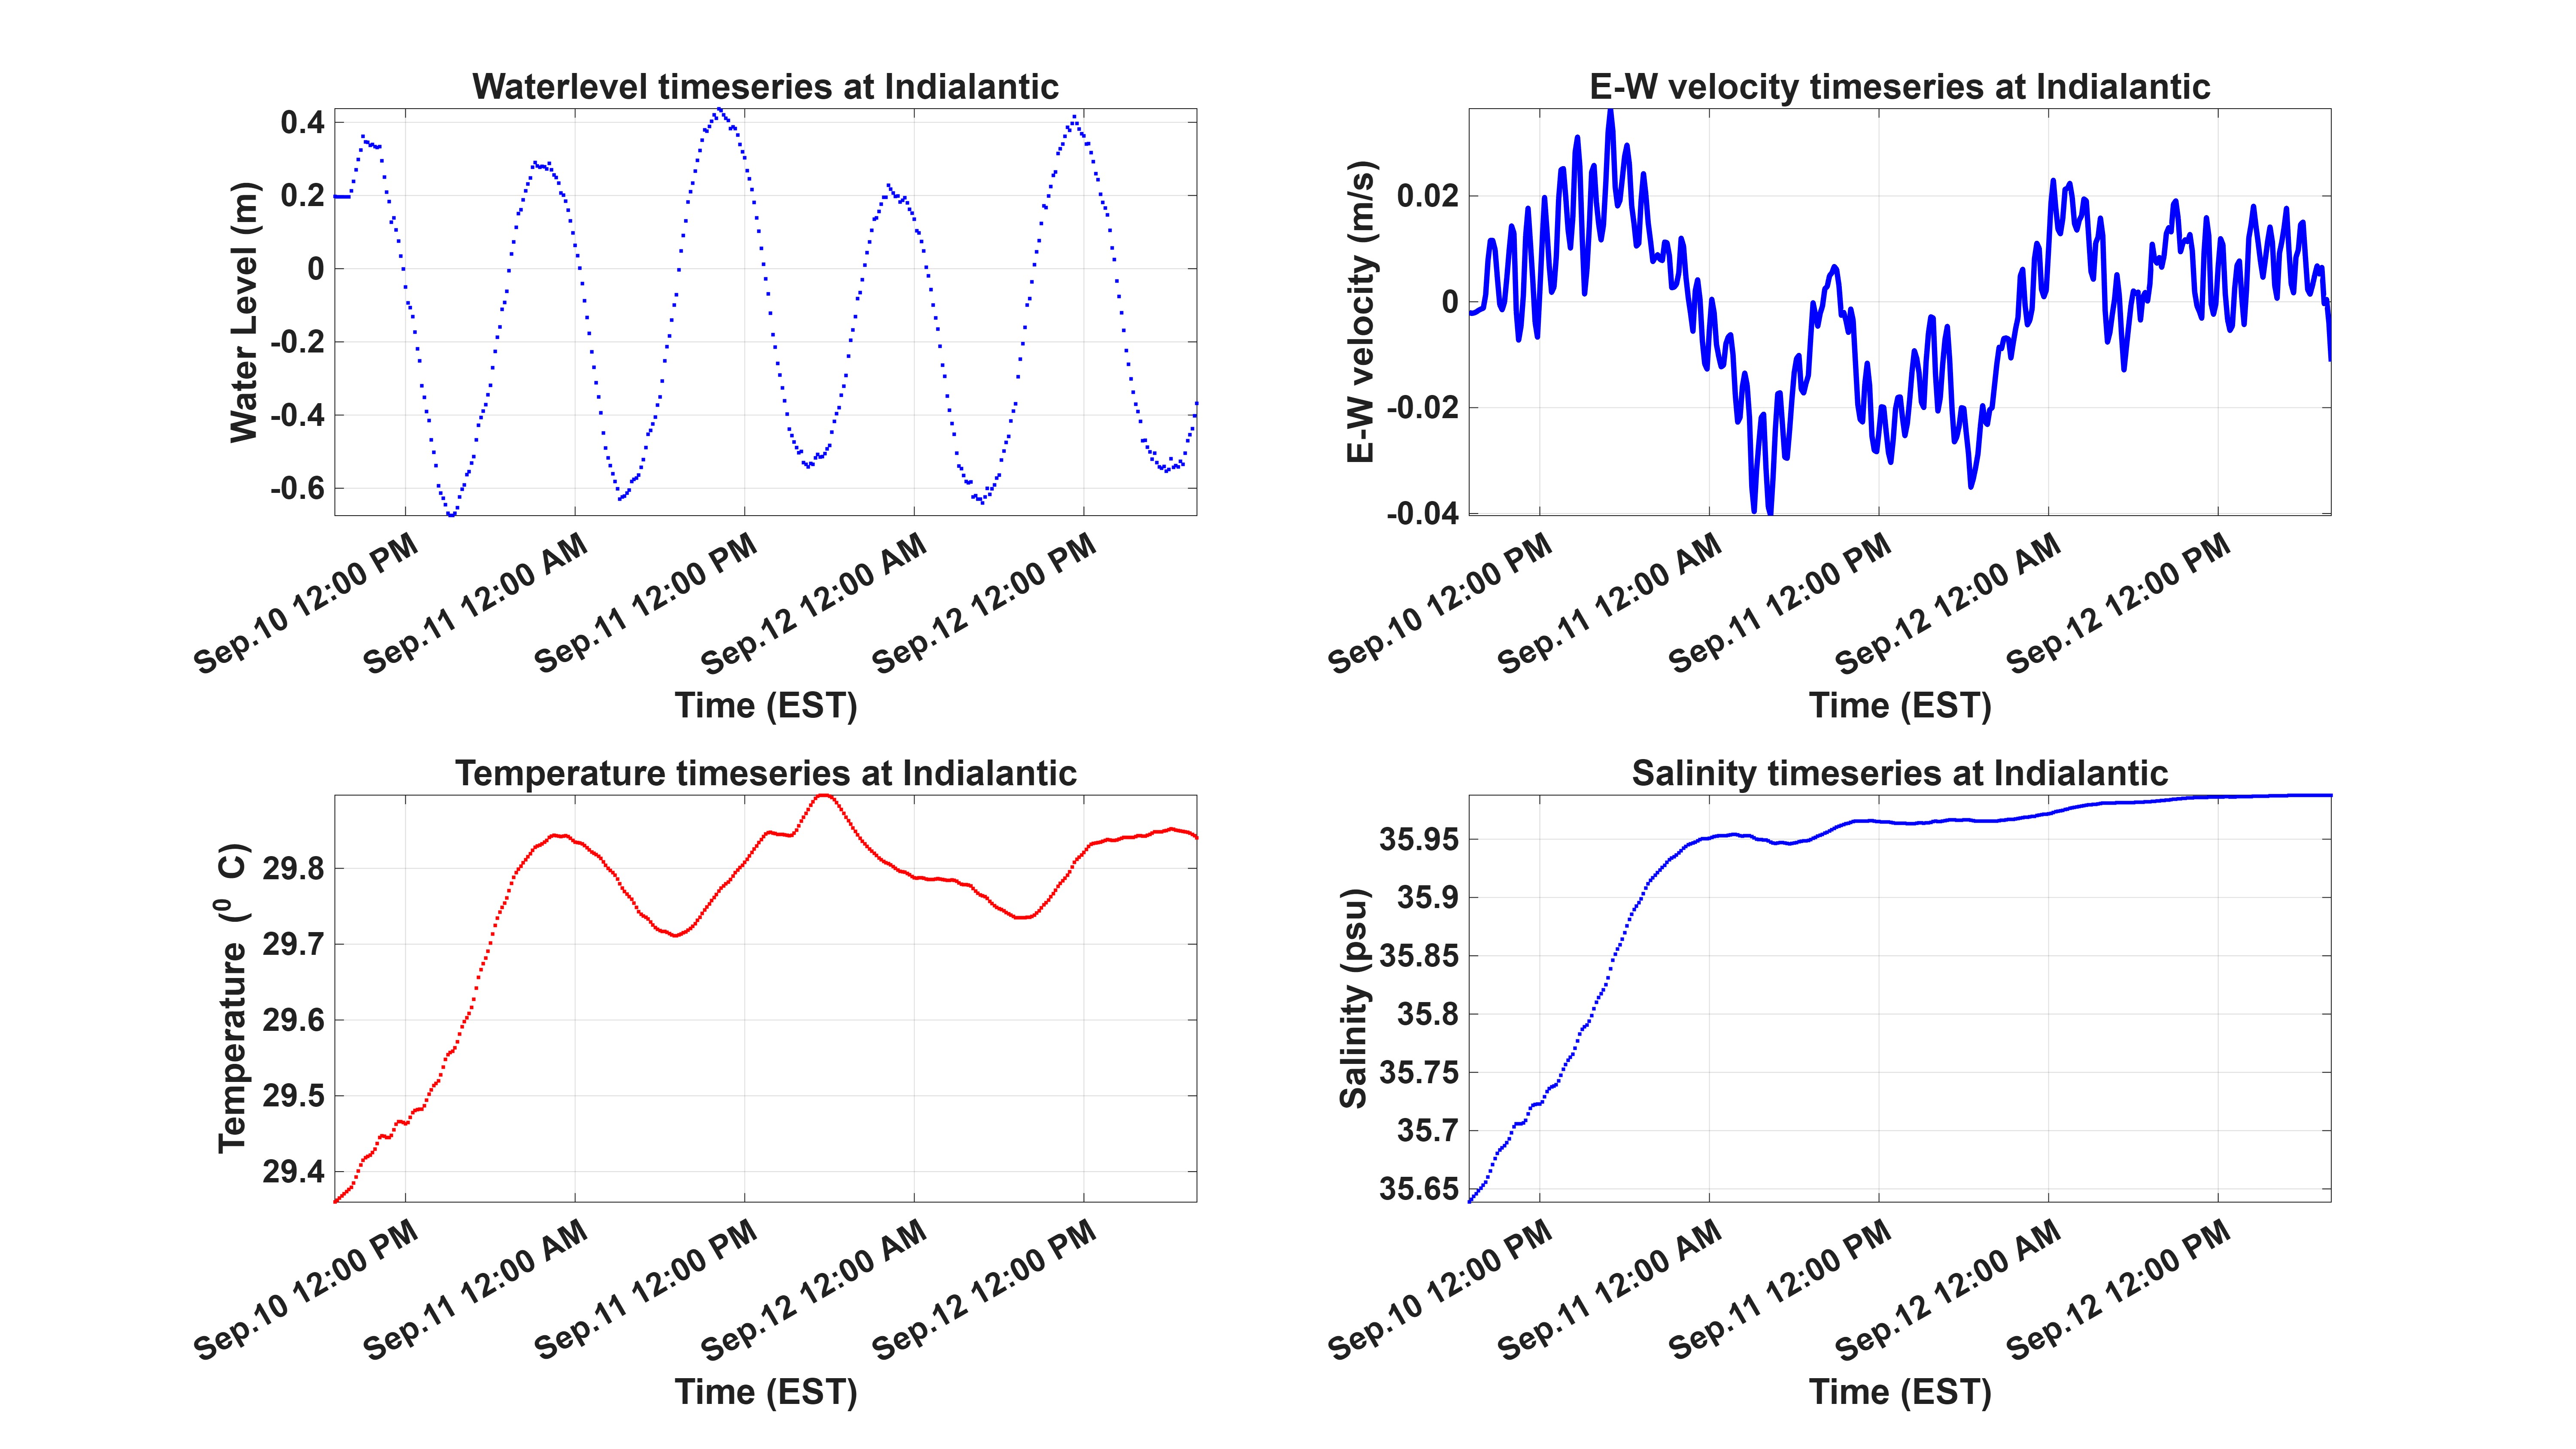 Waterlevel timeseries at Indialantic
0.4
0.2
0
-0.2
-0.4
-0.6
Water Level (m)
Sep.10 12:00 PM
Sep.11 12:00 AM
Sep.11 12:00 PM
Sep.12 12:00 AM
Sep.12 12:00 PM
Time (EST)
E-W velocity timeseries at Indialantic
0.02
0
-0.02
-0.04
E-W velocity (m/s)
Sep.10 12:00 PM
Sep.11 12:00 AM
Sep.11 12:00 PM
Sep.12 12:00 AM
Sep.12 12:00 PM
Time (EST)
Temperature timeseries at Indialantic
29.8
29.7
29.6
29.5
29.4
Temperature (⁰ C)
Sep.10 12:00 PM
Sep.11 12:00 AM
Sep.11 12:00 PM
Sep.12 12:00 AM
Sep.12 12:00 PM
Time (EST)
Salinity timeseries at Indialantic
35.95
35.9
35.85
35.8
35.75
35.7
35.65
Salinity (psu)
Sep.10 12:00 PM
Sep.11 12:00 AM
Sep.11 12:00 PM
Sep.12 12:00 AM
Sep.12 12:00 PM
Time (EST)